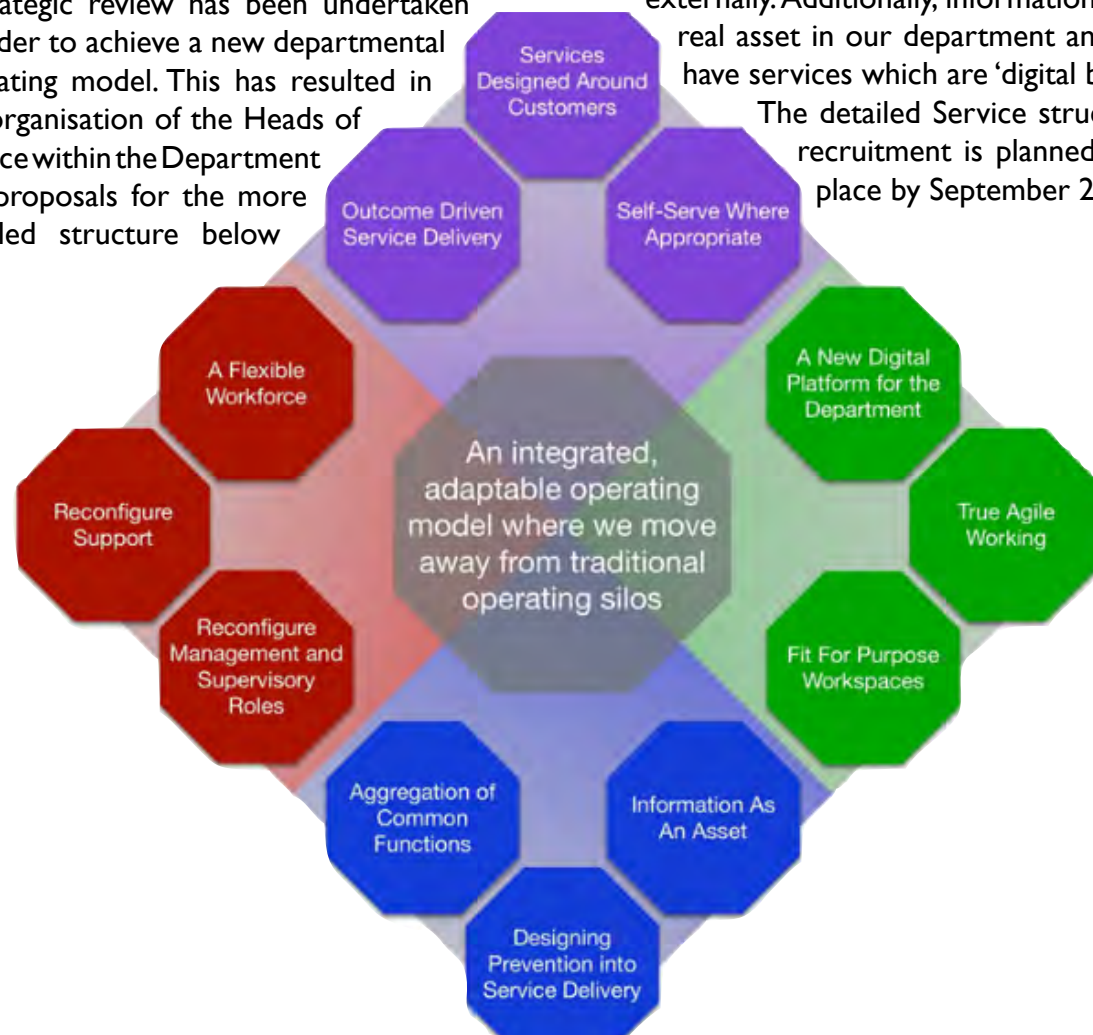 ategic review has been undertaken
der to achieve a new departmental
ating model. This has resulted in
organisation of the Heads of
ce within the Department
proposals for the more
led structure below
externally. Additionally, information
real asset in our department an
have services which are ‘digital b
The detailed Service struc
recruitment is planned
place by September 2
Services
Designed Around
Customers
Outcome Driven
Service Delivery
Self-Serve Where
Appropriate
A Flexible
Workforce
Reconfigure
Support
Reconfigure
Management and
Supervisory
Roles
An integrated,
adaptable operating
model where we move
away from traditional
operating silos
A New Digital
Platform for the
Department
True Agile
Working
Fit For Purpose
Workspaces
Aggregation of
Common
Functions
Information As
An Asset
Designing
Prevention into
Service Delivery